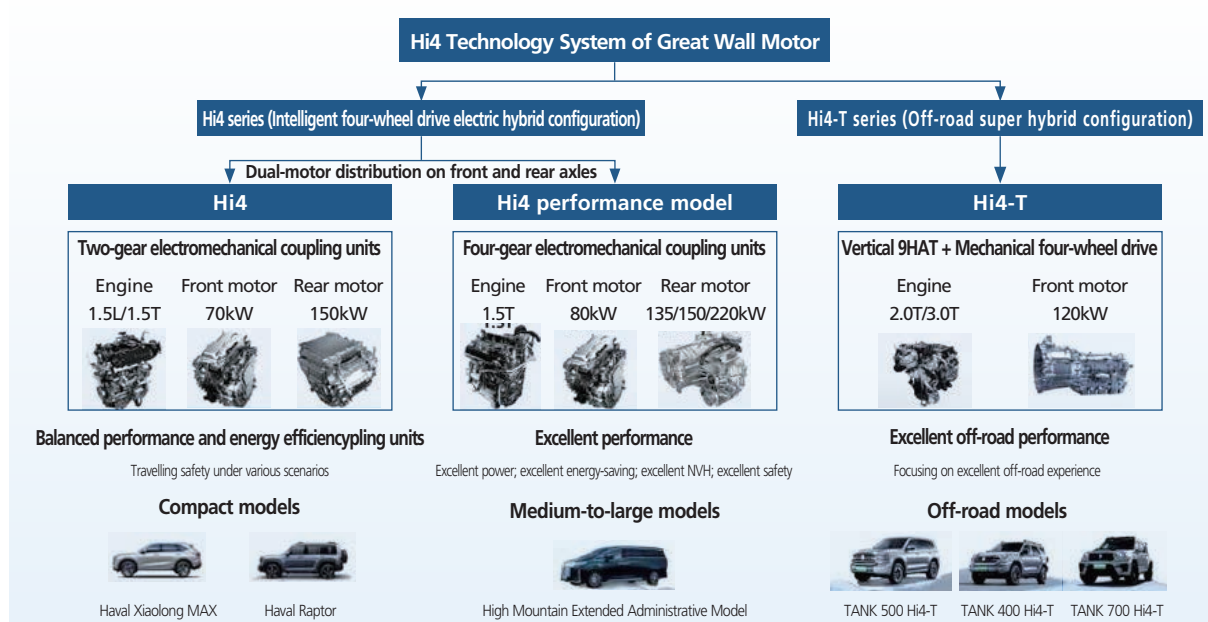 Hi4 Technology System of Great Wall Motor
Hi4 series (Intelligent four-wheel drive electric hybrid configuration)
Hi4-T series (Off-road super hybrid configuration)
Dual-motor distribution on front and rear axles
Hi4
Two-gear electromechanical coupling units
Engine Front motor Rear motor
1.5L/1.5T 70kW 150kW
Balanced performance and energy efficiencypling units
Travelling safety under various scenarios
Compact models
Haval Xiaolong MAX Haval Raptor
Hi4 performance model
Four-gear electromechanical coupling units
Engine Front motor Rear motor
1.5T 80kW 135/150/220kW
1.5T
Excellent performance
Excellent power; excellent energy-saving; excellent NVH; excellent safety
Medium-to-large models
High Mountain Extended Administrative Model
Hi4-T
Vertical 9HAT + Mechanical four-wheel drive
Engine Front motor
2.0T/3.0T 120kW
Excellent off-road performance
Focusing on excellent off-road experience
Off-road models
TANK 500 Hi4-T TANK 400 Hi4-T TANK 700 Hi4-T